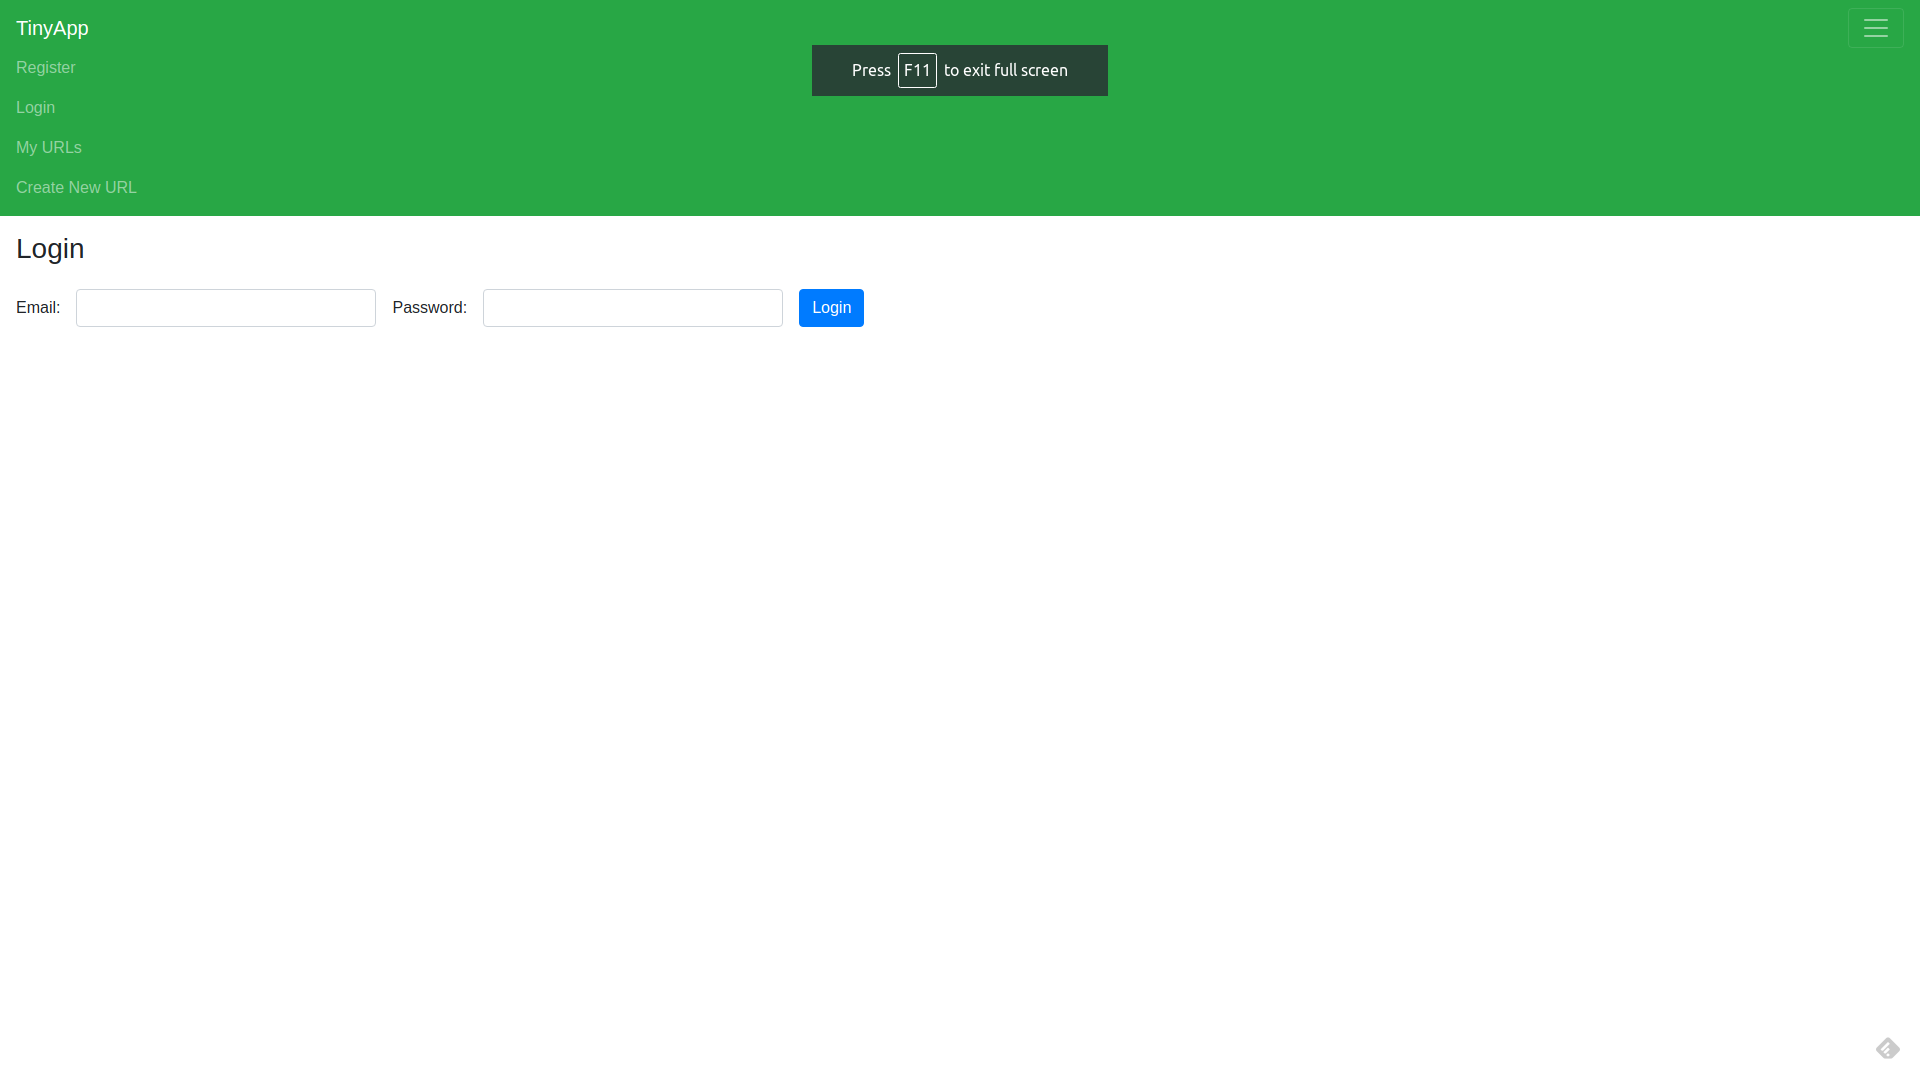 TinyApp
Register
Login
My URLs
Create New URL
Press F11 to exit full screen
Login
Email: Password: Login